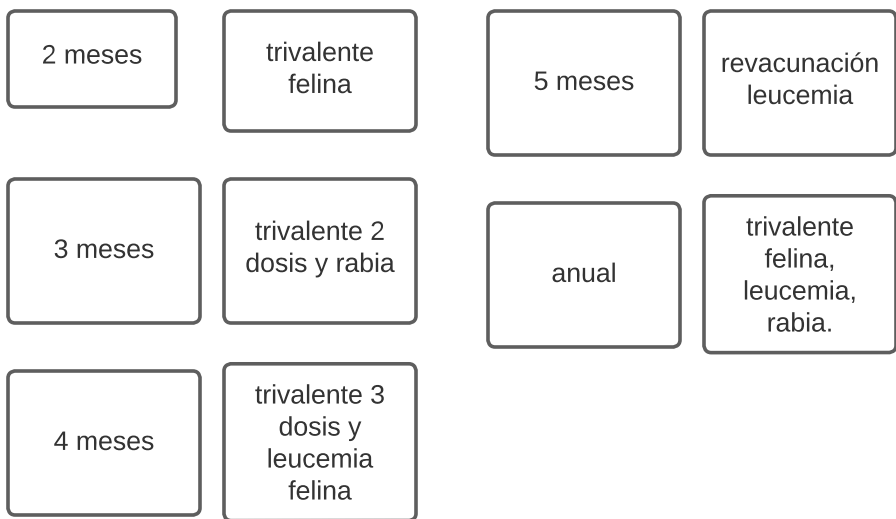 2 meses
trivalente
felina
3 meses
trivalente 2
dosis y rabia
4 meses
trivalente 3
dosis y
leucemia
felina
5 meses
revacunación
leucemia
anual
trivalente
felina,
leucemia,
rabia.